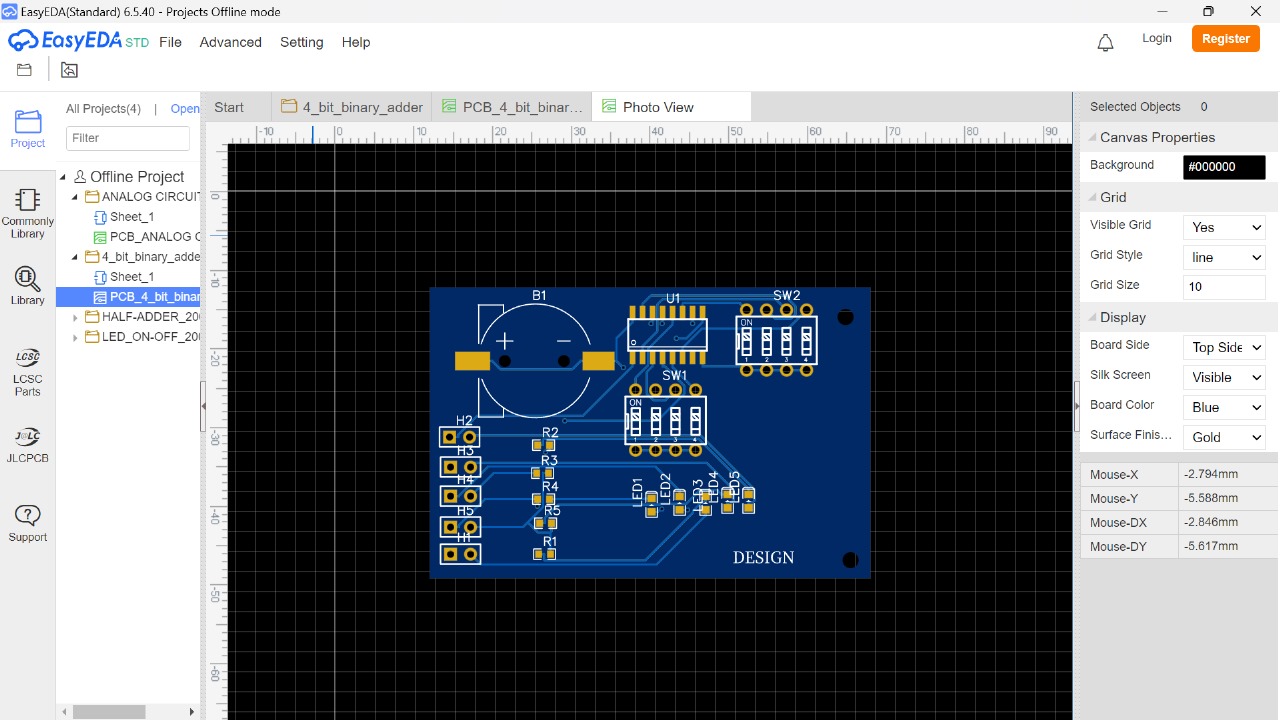 EasyEDA(Standard) 6.5.40 - Projects Offline mode
EasyEDA STD File Advanced Setting Help Login Register
All Projects(4) | Open
Start 4_bit_binary_adder PCB_4_bit_binar... Photo View
Selected Objects 0
-10 0 10 20 30 40 50 60 70 80 90
Filter
Project
Canvas Properties
Background #000000
Offline Project
ANALOG CIRCUIT
Sheet_1
PCB_ANALOG C
4_bit_binary_adde
Sheet_1
PCB_4_bit_binar
HALF-ADDER_20
LED_ON-OFF_20
Commonly
Library
Library
LCSC
LCSC
Parts
J@LC
JLCPCB
Support
Grid
Visible Grid Yes
Grid Style line
Grid Size 10
Display
Board Side Top Side
Silk Screen Visible
Board Color Blue
Surface Finis... Gold
Mouse-X -2.794mm
Mouse-Y -5.588mm
Mouse-DX -2.846mm
Mouse-DY -5.617mm
0
-10
-20
-30
-40
-50
-60
B1
U1
SW2
+ −
ON
1 2 3 4
SW1
ON
1 2 3 4
H2
R2
H3
R3
H4
R4
H5
R5
H1
R1
LED1
LED2
LED3
LED4
LED5
DESIGN